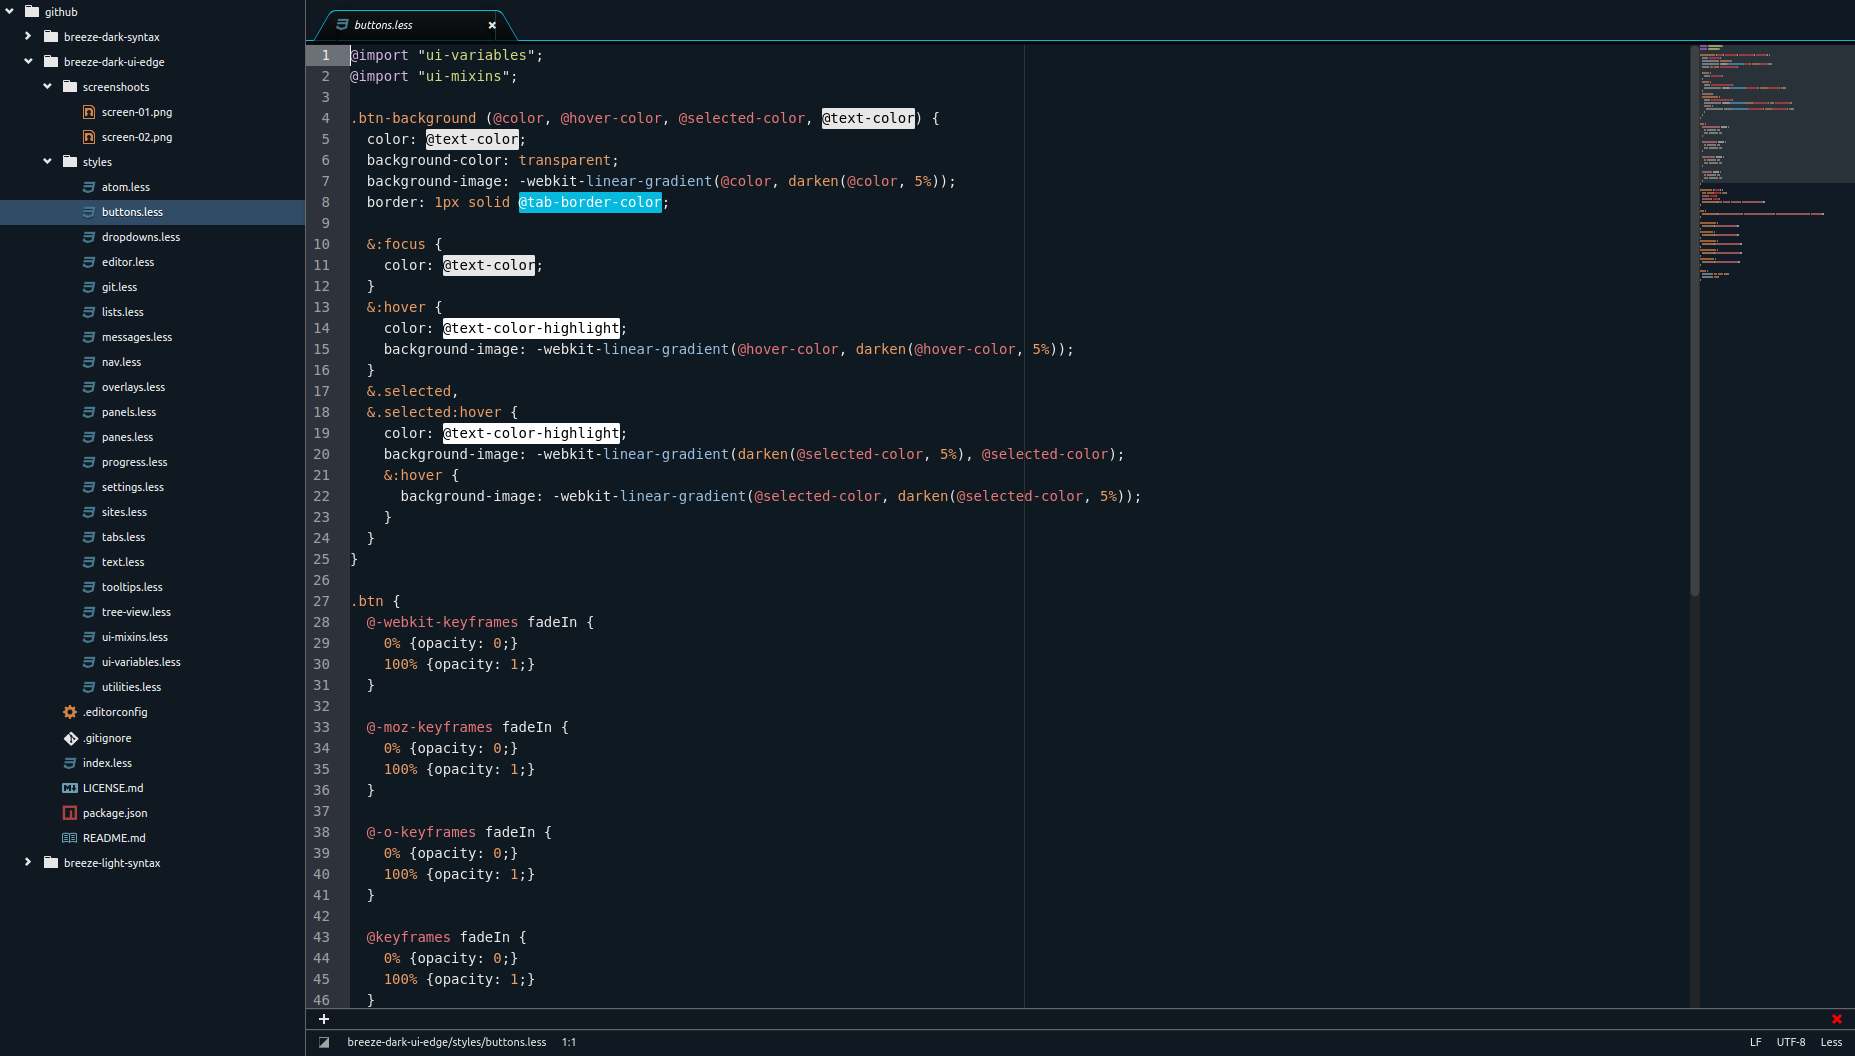 github
breeze-dark-syntax
breeze-dark-ui-edge
screenshoots
screen-01.png
screen-02.png
styles
atom.less
buttons.less
dropdowns.less
editor.less
git.less
lists.less
messages.less
nav.less
overlays.less
panels.less
panes.less
progress.less
settings.less
sites.less
tabs.less
text.less
tooltips.less
tree-view.less
ui-mixins.less
ui-variables.less
utilities.less
.editorconfig
.gitignore
index.less
LICENSE.md
package.json
README.md
breeze-light-syntax
buttons.less
1 @import "ui-variables";
2 @import "ui-mixins";
3
4 .btn-background (@color, @hover-color, @selected-color, @text-color) {
5   color: @text-color;
6   background-color: transparent;
7   background-image: -webkit-linear-gradient(@color, darken(@color, 5%));
8   border: 1px solid @tab-border-color;
9
10   &:focus {
11     color: @text-color;
12   }
13   &:hover {
14     color: @text-color-highlight;
15     background-image: -webkit-linear-gradient(@hover-color, darken(@hover-color, 5%));
16   }
17   &.selected,
18   &.selected:hover {
19     color: @text-color-highlight;
20     background-image: -webkit-linear-gradient(darken(@selected-color, 5%), @selected-color);
21     &:hover {
22       background-image: -webkit-linear-gradient(@selected-color, darken(@selected-color, 5%));
23     }
24   }
25 }
26
27 .btn {
28   @-webkit-keyframes fadeIn {
29     0% {opacity: 0;}
30     100% {opacity: 1;}
31   }
32
33   @-moz-keyframes fadeIn {
34     0% {opacity: 0;}
35     100% {opacity: 1;}
36   }
37
38   @-o-keyframes fadeIn {
39     0% {opacity: 0;}
40     100% {opacity: 1;}
41   }
42
43   @keyframes fadeIn {
44     0% {opacity: 0;}
45     100% {opacity: 1;}
46   }
breeze-dark-ui-edge/styles/buttons.less 1:1 LF UTF-8 Less